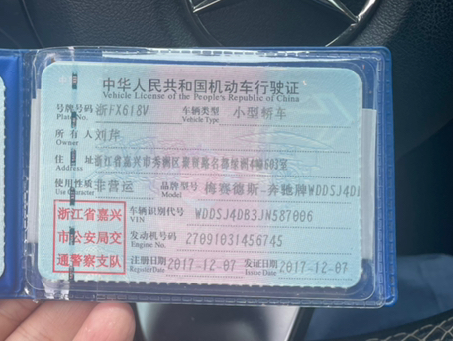 中华人民共和国机动车行驶证
Vehicle License of the People's Republic of China
号牌号码 浙FX618V 车辆类型 小型轿车
Plate No. Vehicle Type
所有人 刘华
Owner
住址 浙江省嘉兴市秀洲区 603室
使用性质 非营运 品牌型号 梅赛德斯-奔驰牌WDDSJ4D
Use Character Model
浙江省嘉兴
市公安局交
通警察支队
车辆识别代号 WDDSJ4DB3JN587006
VIN
发动机号码 27091031456745
Engine No.
注册日期 2017-12-07 发证日期 2017-12-07
Register Date Issue Date